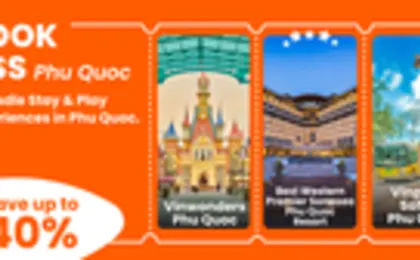 OOK
SS Phu Quoc
dle Stay & Play
riences in Phu Quoc.
ave up to
40%
Vinwonders
Phu Quoc
Best Western
Premier Sonasea
Phu Quoc
Resort
Phu